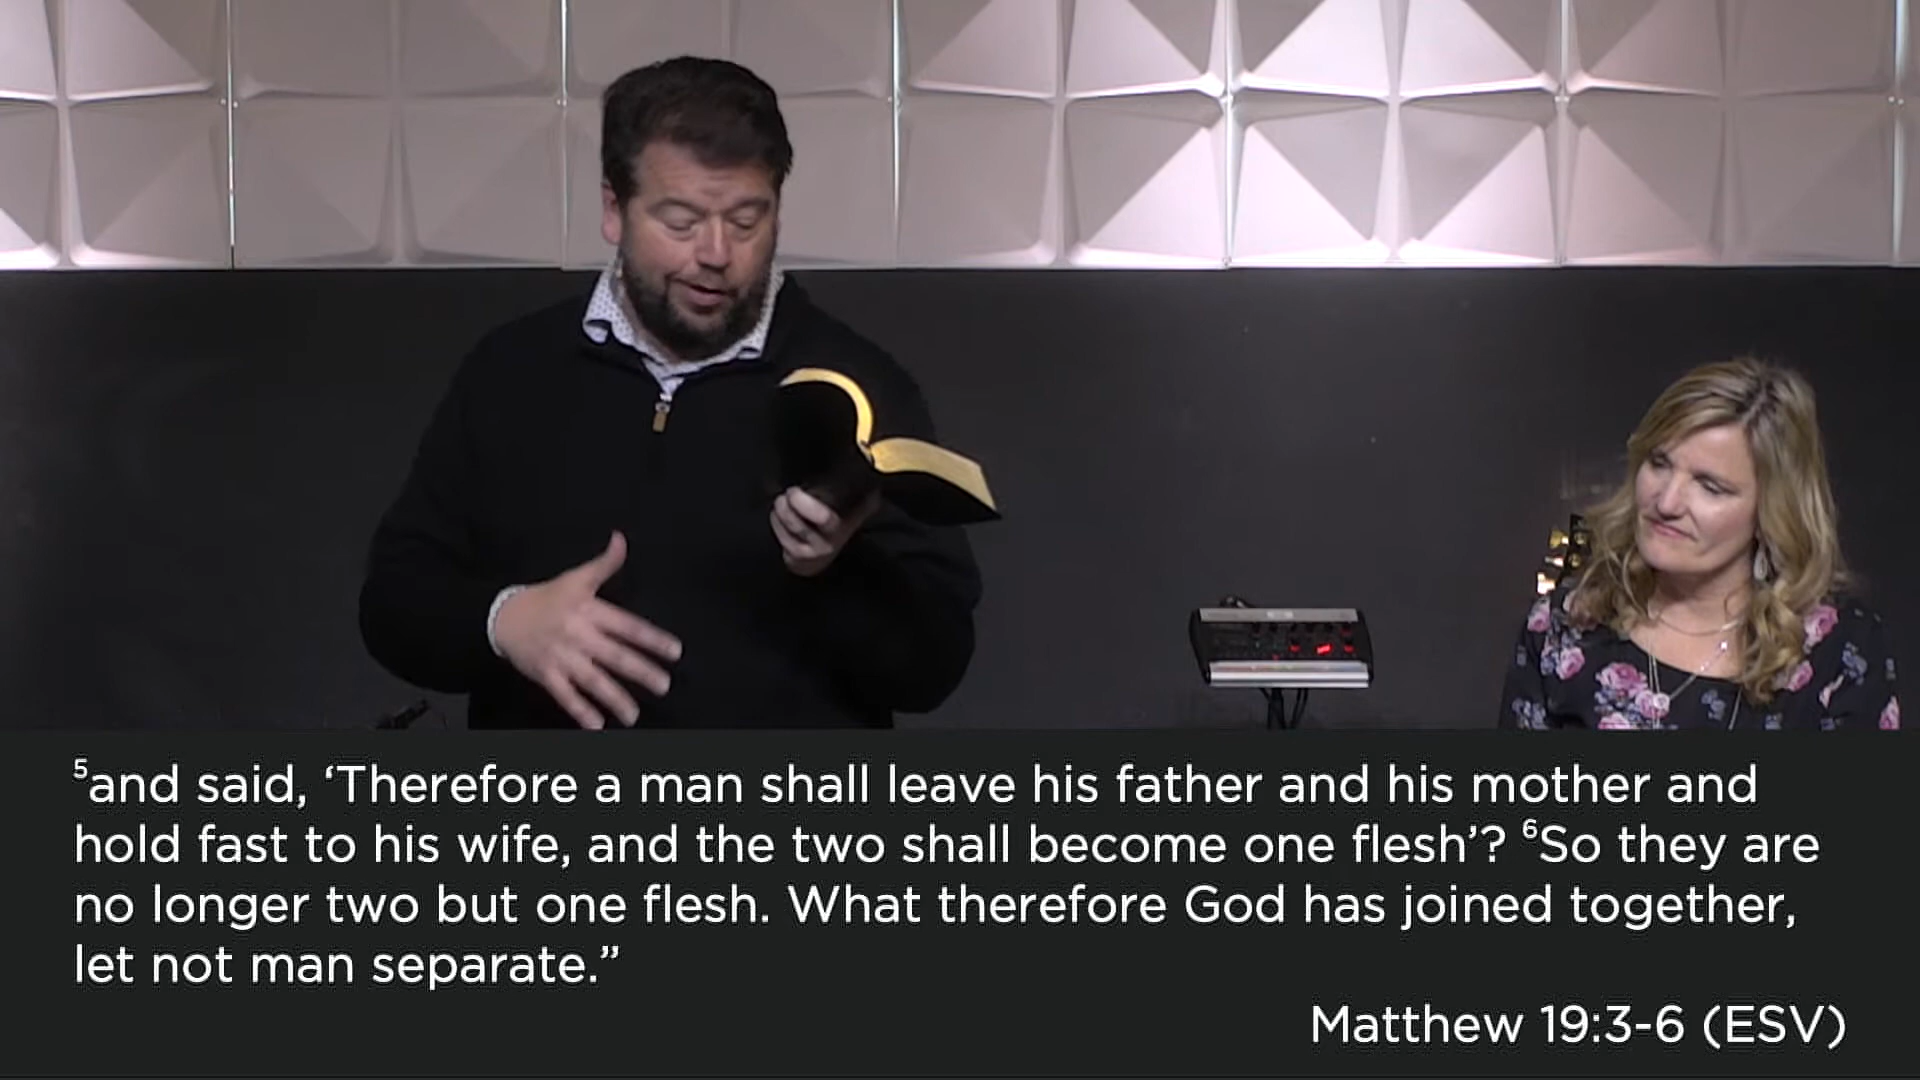 ⁵and said, ‘Therefore a man shall leave his father and his mother and
hold fast to his wife, and the two shall become one flesh’? ⁶So they are
no longer two but one flesh. What therefore God has joined together,
let not man separate.”
Matthew 19:3-6 (ESV)